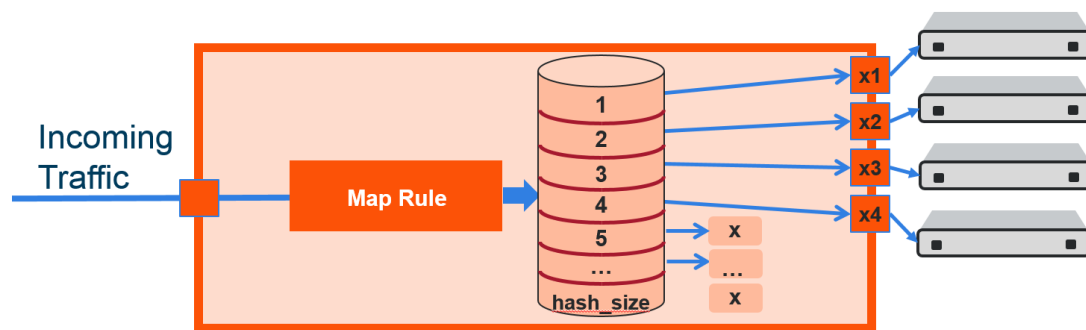 Incoming
Traffic
Map Rule
1
2
3
4
5
...
hash_size
x1
x2
x3
x4
x
...
x